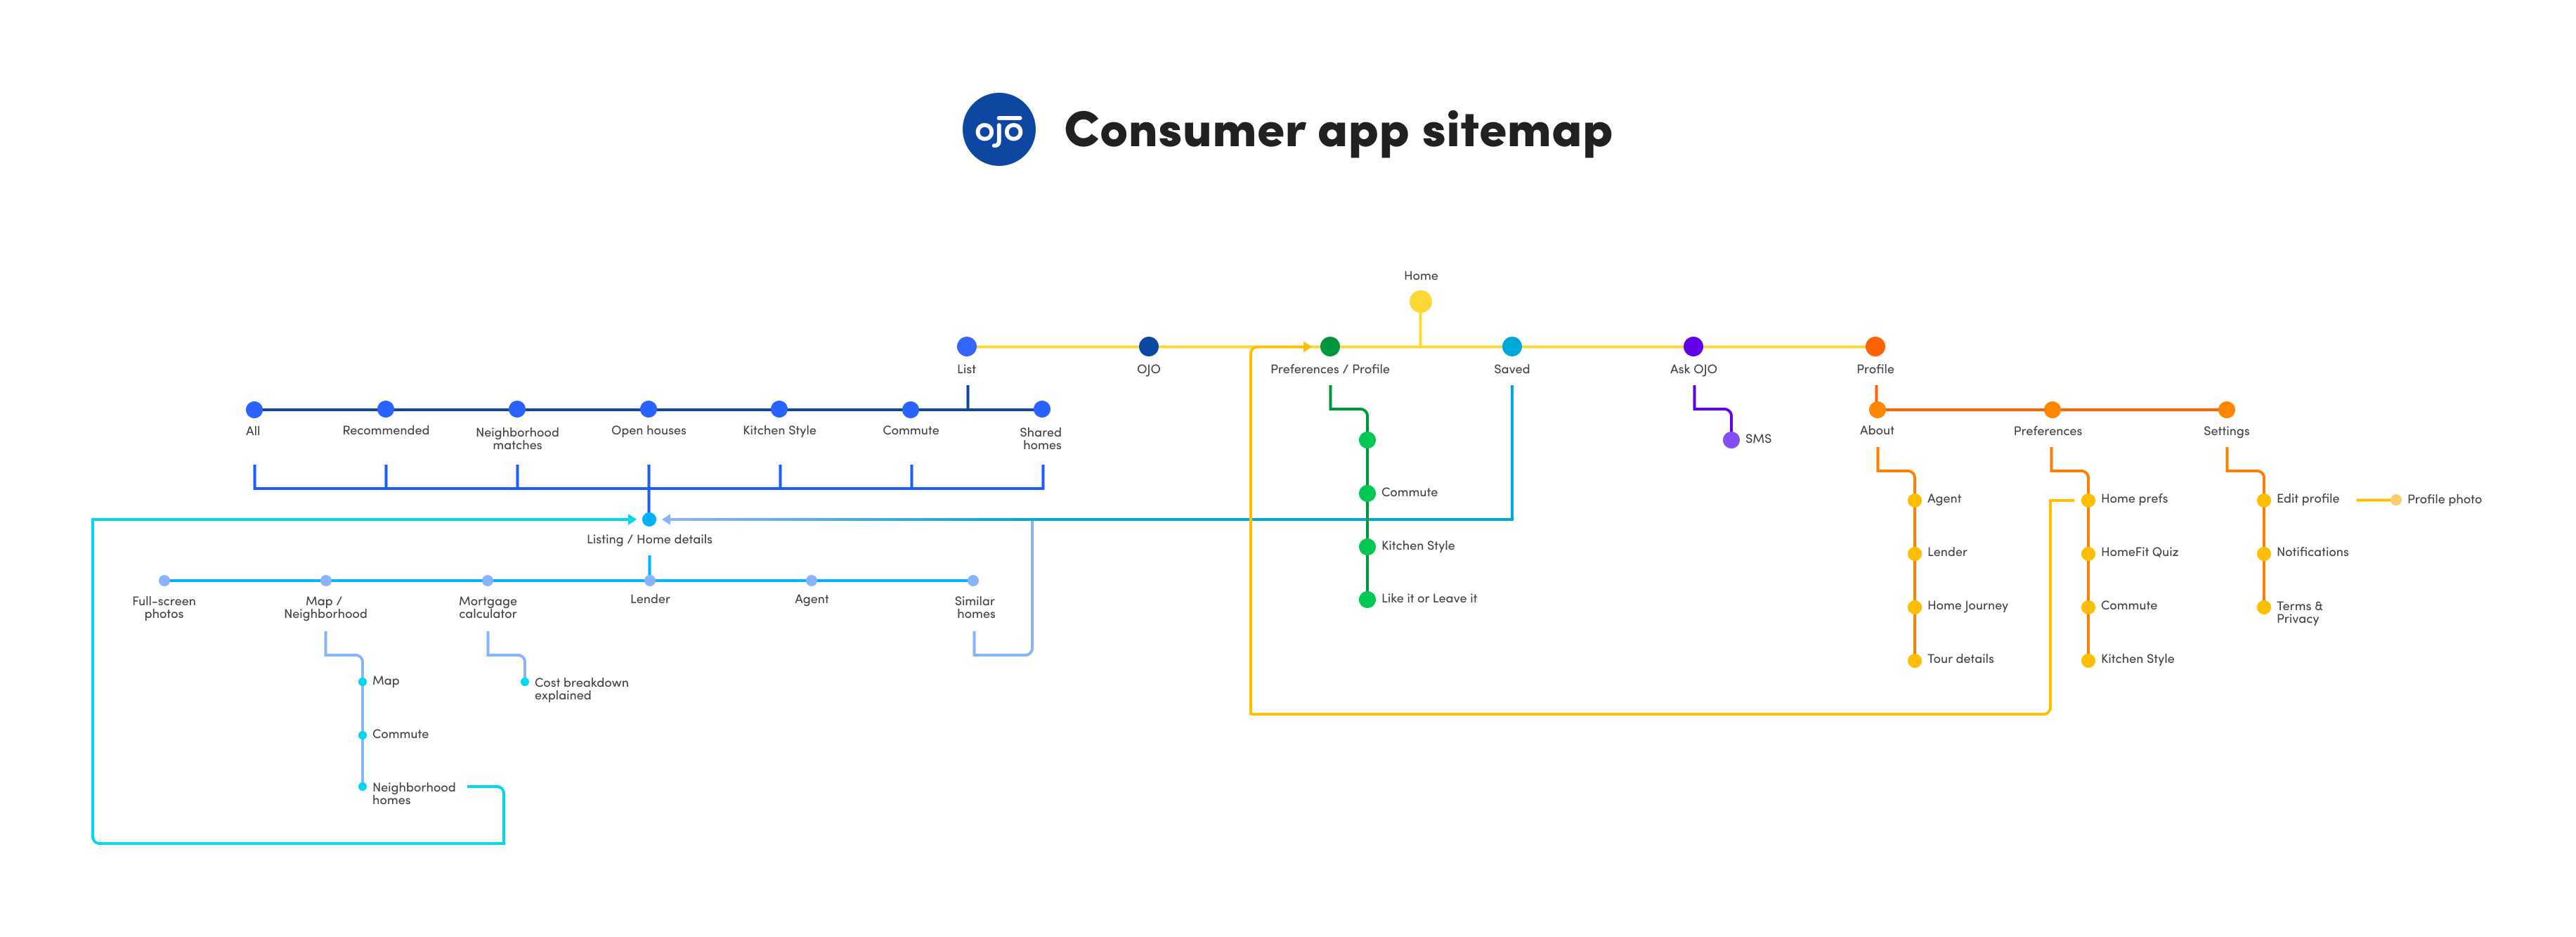 ojo
Consumer app sitemap
Home
List
OJO
Preferences / Profile
Saved
Ask OJO
Profile
All
Recommended
Neighborhood
matches
Open houses
Kitchen Style
Commute
Shared
homes
SMS
About
Preferences
Settings
Commute
Kitchen Style
Like it or Leave it
Agent
Lender
Home Journey
Tour details
Home prefs
HomeFit Quiz
Commute
Kitchen Style
Edit profile
Profile photo
Notifications
Terms &
Privacy
Listing / Home details
Full-screen
photos
Map /
Neighborhood
Mortgage
calculator
Lender
Agent
Similar
homes
Map
Commute
Neighborhood
homes
Cost breakdown
explained